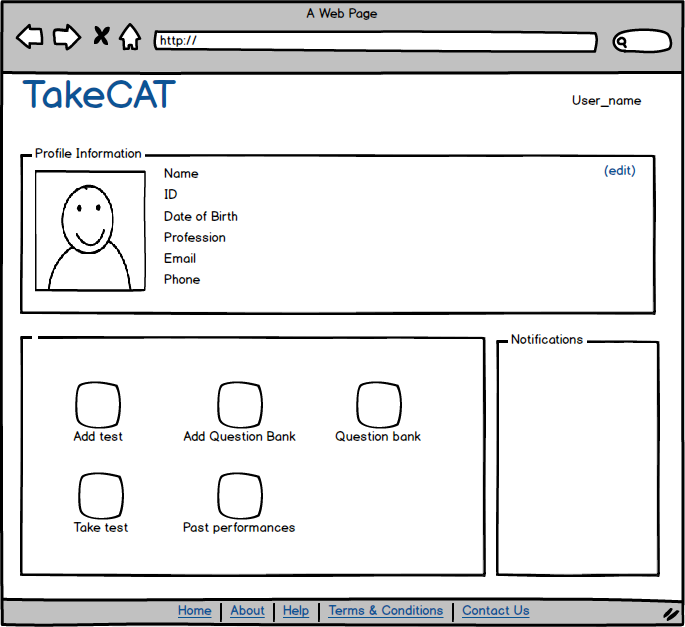 A Web Page
http://
TakeCAT
User_name
Profile Information
Name
(edit)
ID
Date of Birth
Profession
Email
Phone
Notifications
Add test
Add Question Bank
Question bank
Take test
Past performances
Home | About | Help | Terms & Conditions | Contact Us